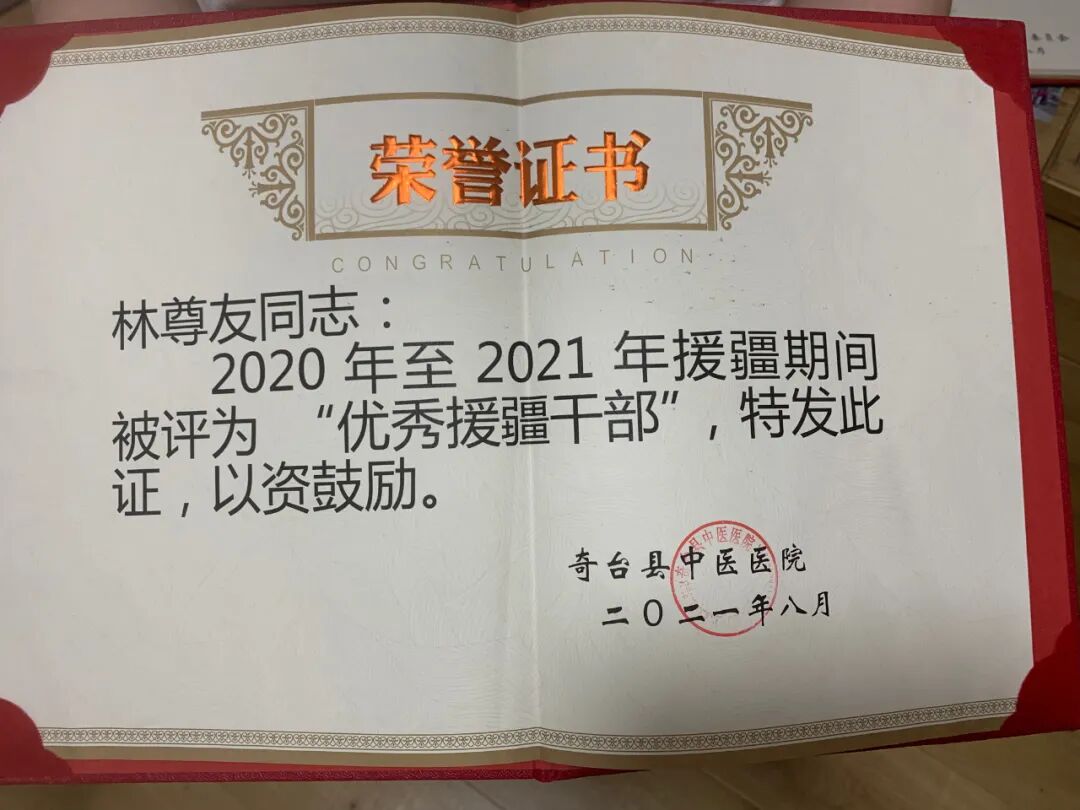 荣誉证书
CONGRATULATION
林尊友同志：
2020 年至 2021 年援疆期间
被评为 “优秀援疆干部”，特发此
证，以资鼓励。
奇台县中医医院
二〇二一年八月